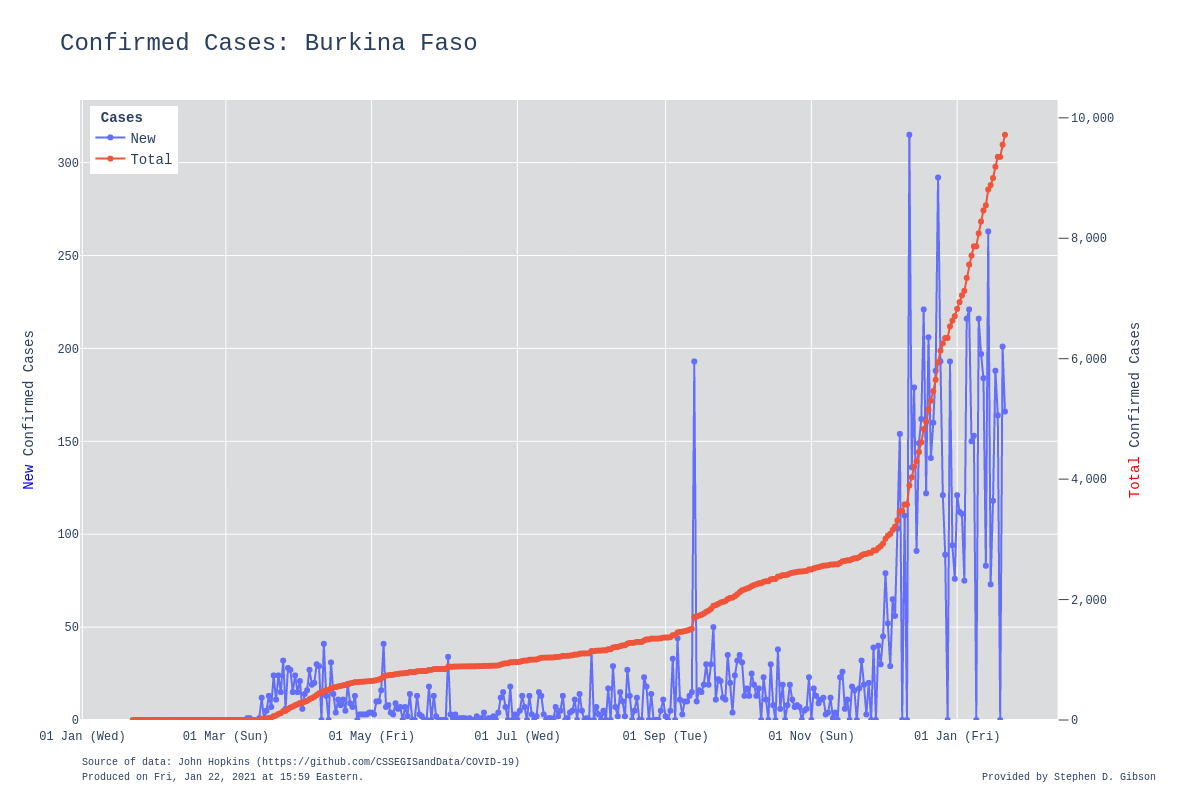 Confirmed Cases: Burkina Faso
Cases
New
Total
300
250
200
150
100
50
0
10,000
8,000
6,000
4,000
2,000
0
New Confirmed Cases
Total Confirmed Cases
01 Jan (Wed)
01 Mar (Sun)
01 May (Fri)
01 Jul (Wed)
01 Sep (Tue)
01 Nov (Sun)
01 Jan (Fri)
Source of data: John Hopkins (https://github.com/CSSEGISandData/COVID-19)
Produced on Fri, Jan 22, 2021 at 15:59 Eastern.
Provided by Stephen D. Gibson